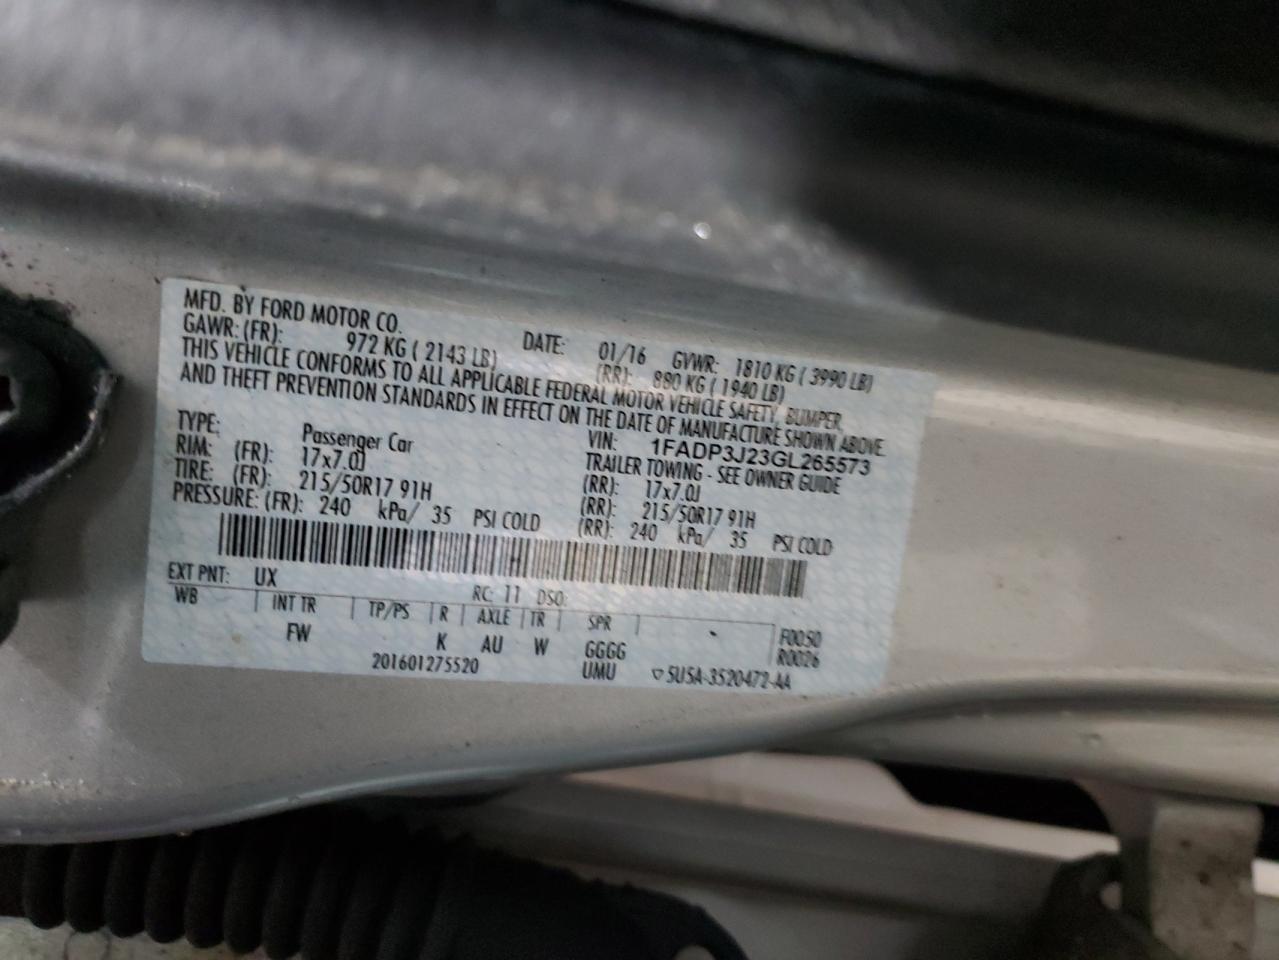 MFD. BY FORD MOTOR CO.
DATE: 01/16 GVWR: 1810 KG ( 3990 LB)
GAWR: (FR): 972 KG ( 2143 LB) (RR): 880 KG ( 1940 LB)
THIS VEHICLE CONFORMS TO ALL APPLICABLE FEDERAL MOTOR VEHICLE SAFETY, BUMPER,
AND THEFT PREVENTION STANDARDS IN EFFECT ON THE DATE OF MANUFACTURE SHOWN ABOVE.
VIN: 1FADP3J23GL265573
TYPE: Passenger Car TRAILER TOWING - SEE OWNER GUIDE
RIM: (FR): 17x7.0J (RR): 17x7.0J
TIRE: (FR): 215/50R17 91H (RR): 215/50R17 91H
PRESSURE: (FR): 240 kPa/ 35 PSI COLD (RR): 240 kPa/ 35 PSI COLD
EXT PNT: UX RC: 11 DSO:
WB INT TR TP/PS R AXLE TR SPR F0050
FW K AU W GGGG R0026
201601275520 UMU ▽5U5A-3520472-AA